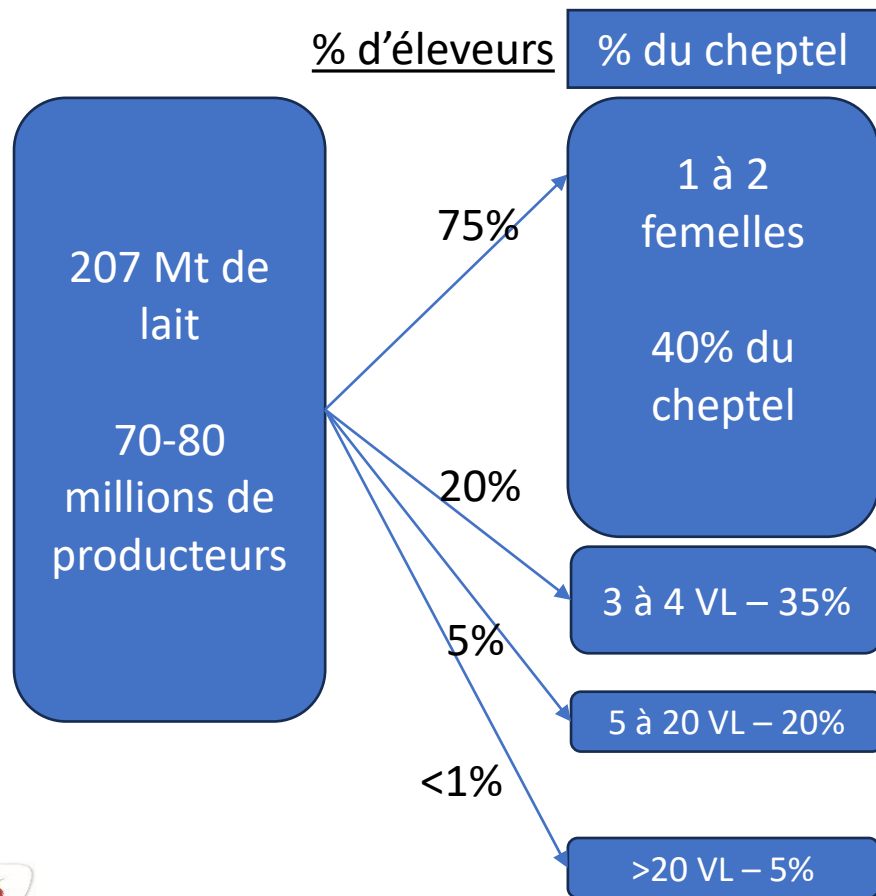 % d’éleveurs
% du cheptel
207 Mt de
lait
70-80
millions de
producteurs
75%
1 à 2
femelles
40% du
cheptel
20%
3 à 4 VL – 35%
5%
5 à 20 VL – 20%
<1%
>20 VL – 5%